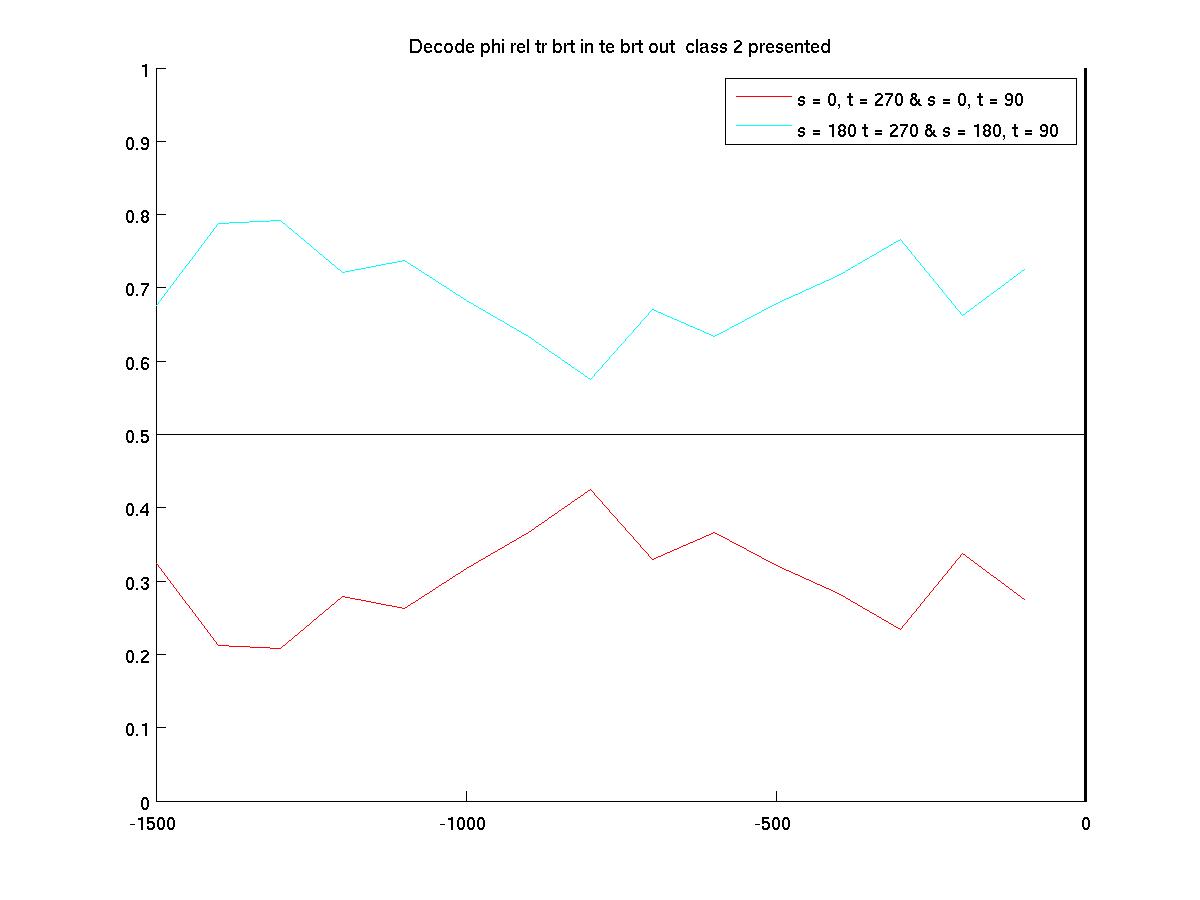 Decode phi rel tr brt in te brt out  class 2 presented
s = 0, t = 270 & s = 0, t = 90
s = 180 t = 270 & s = 180, t = 90
1
0.9
0.8
0.7
0.6
0.5
0.4
0.3
0.2
0.1
0
-1500 -1000 -500 0